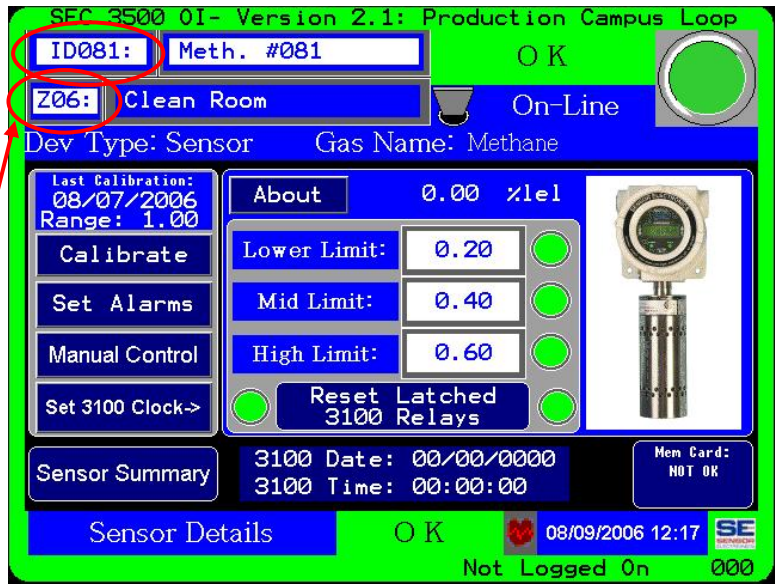 SEC 3500 OI- Version 2.1: Production Campus Loop
ID081: Meth. #081 OK
Z06: Clean Room On-Line
Dev Type: Sensor Gas Name: Methane
Last Calibration:
08/07/2006
Range: 1.00
Calibrate
Set Alarms
Manual Control
Set 3100 Clock->
About 0.00 %lel
Lower Limit: 0.20
Mid Limit: 0.40
High Limit: 0.60
Reset Latched
3100 Relays
Sensor Summary
3100 Date: 00/00/0000
3100 Time: 00:00:00
Mem Card:
NOT OK
Sensor Details OK 08/09/2006 12:17 SE
SENSOR
Not Logged On 000